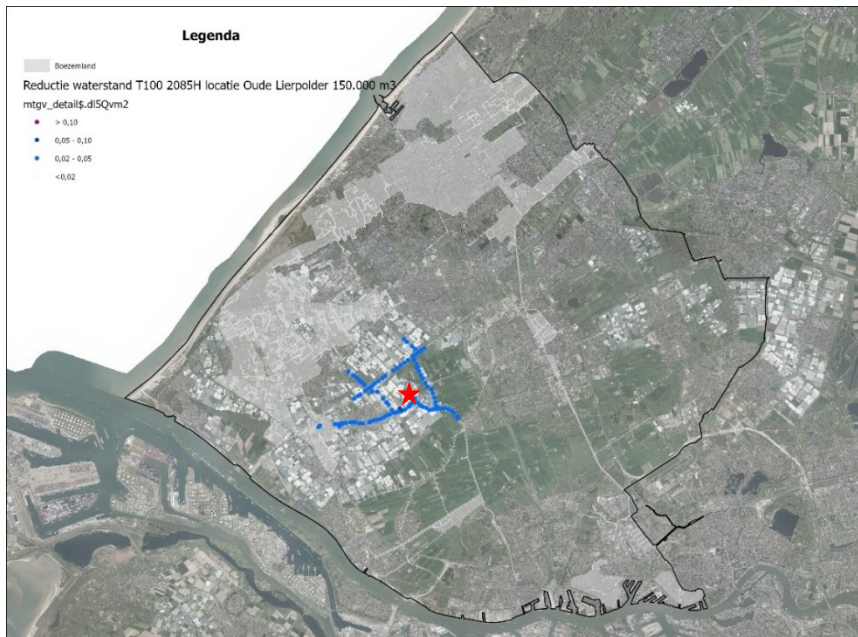 Legenda
Boezemland
Reductie waterstand T100 2085H locatie Oude Lierpolder 150.000 m3
mtgv_detail$.dl5Qvm2
> 0,10
0,05 - 0,10
0,02 - 0,05
<0,02